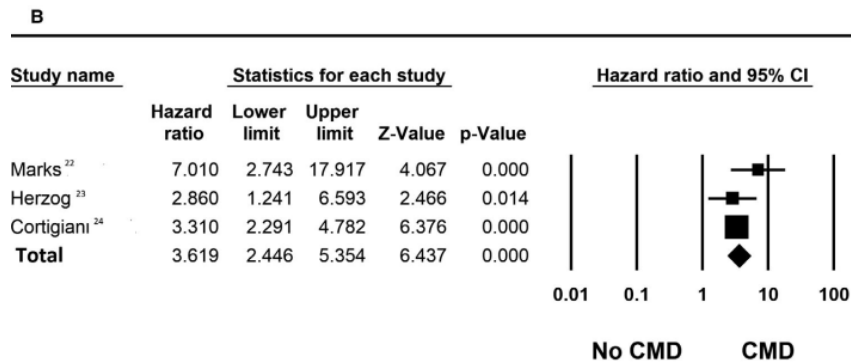 B
Study name Statistics for each study Hazard ratio and 95% CI
Hazard Lower Upper
ratio limit limit Z-Value p-Value
Marks 22 7.010 2.743 17.917 4.067 0.000
Herzog 23 2.860 1.241 6.593 2.466 0.014
Cortigiani 24 3.310 2.291 4.782 6.376 0.000
Total 3.619 2.446 5.354 6.437 0.000
0.01 0.1 1 10 100
No CMD CMD